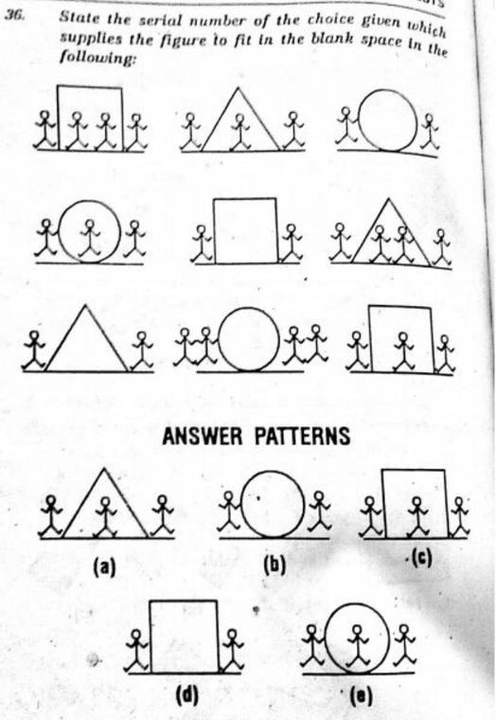 36. State the serial number of the choice given which
supplies the figure to fit in the blank space in the
following:
ANSWER PATTERNS
(a) (b) (c)
(d) (e)